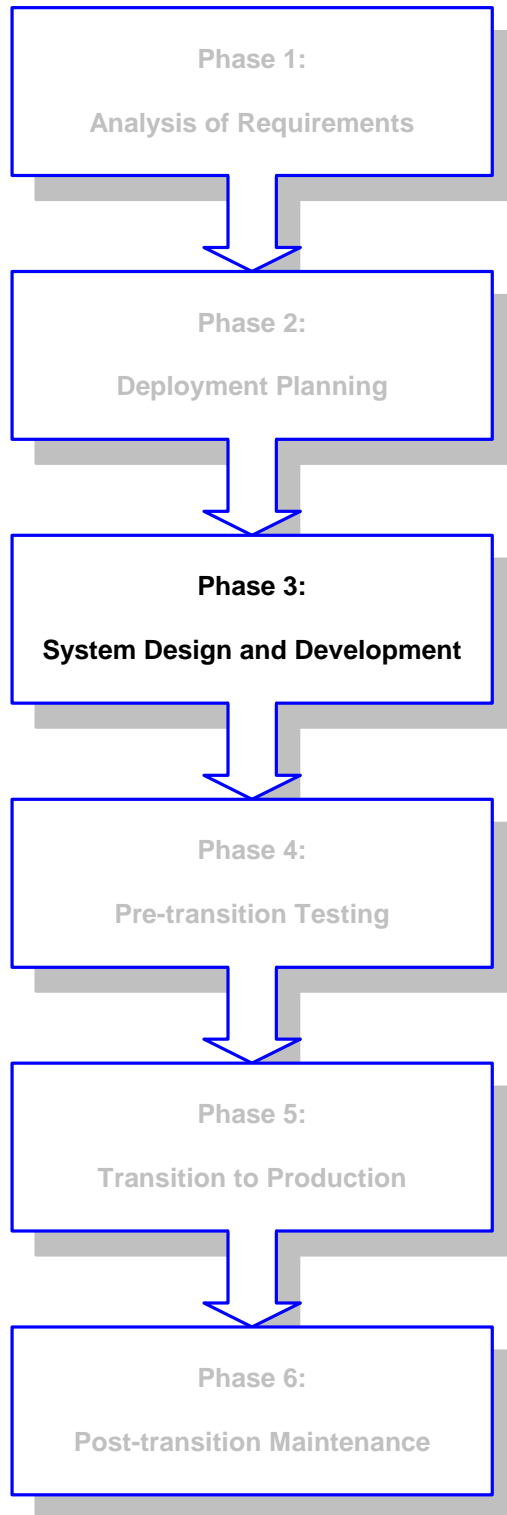 Phase 1:
Analysis of Requirements
Phase 2:
Deployment Planning
Phase 3:
System Design and Development
Phase 4:
Pre-transition Testing
Phase 5:
Transition to Production
Phase 6:
Post-transition Maintenance